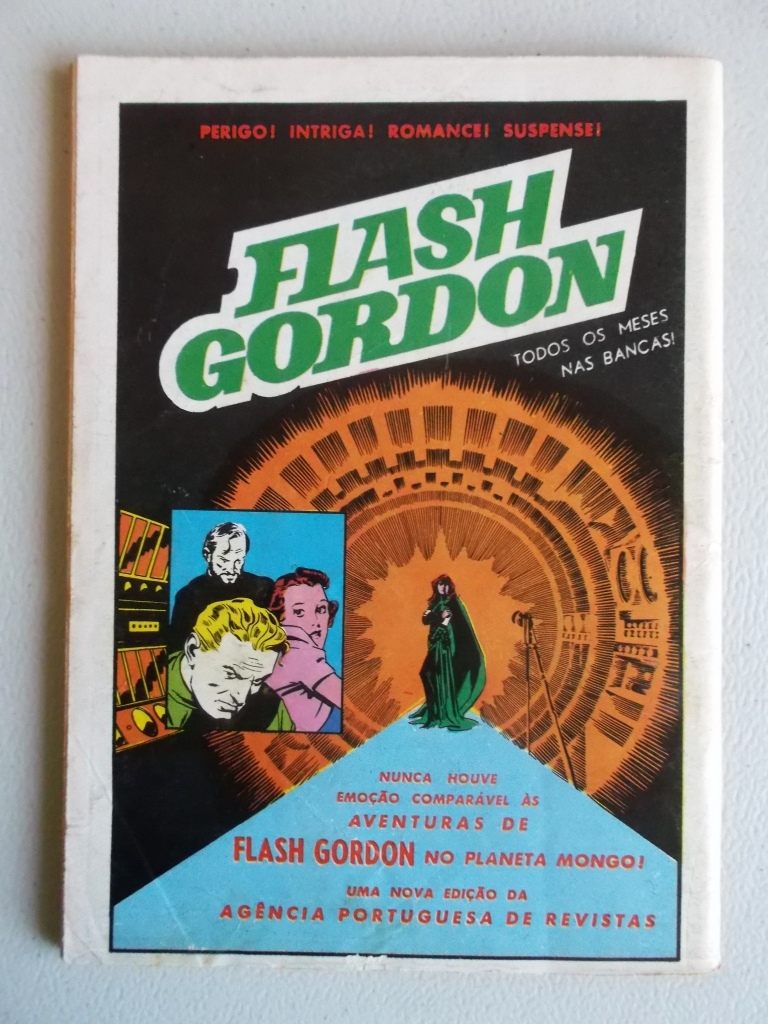 PERIGO! INTRIGA! ROMANCE! SUSPENSE!
FLASH
GORDON
TODOS OS MESES
NAS BANCAS!
NUNCA HOUVE
EMOÇÃO COMPARÁVEL ÀS
AVENTURAS DE
FLASH GORDON NO PLANETA MONGO!
UMA NOVA EDIÇÃO DA
AGÊNCIA PORTUGUESA DE REVISTAS